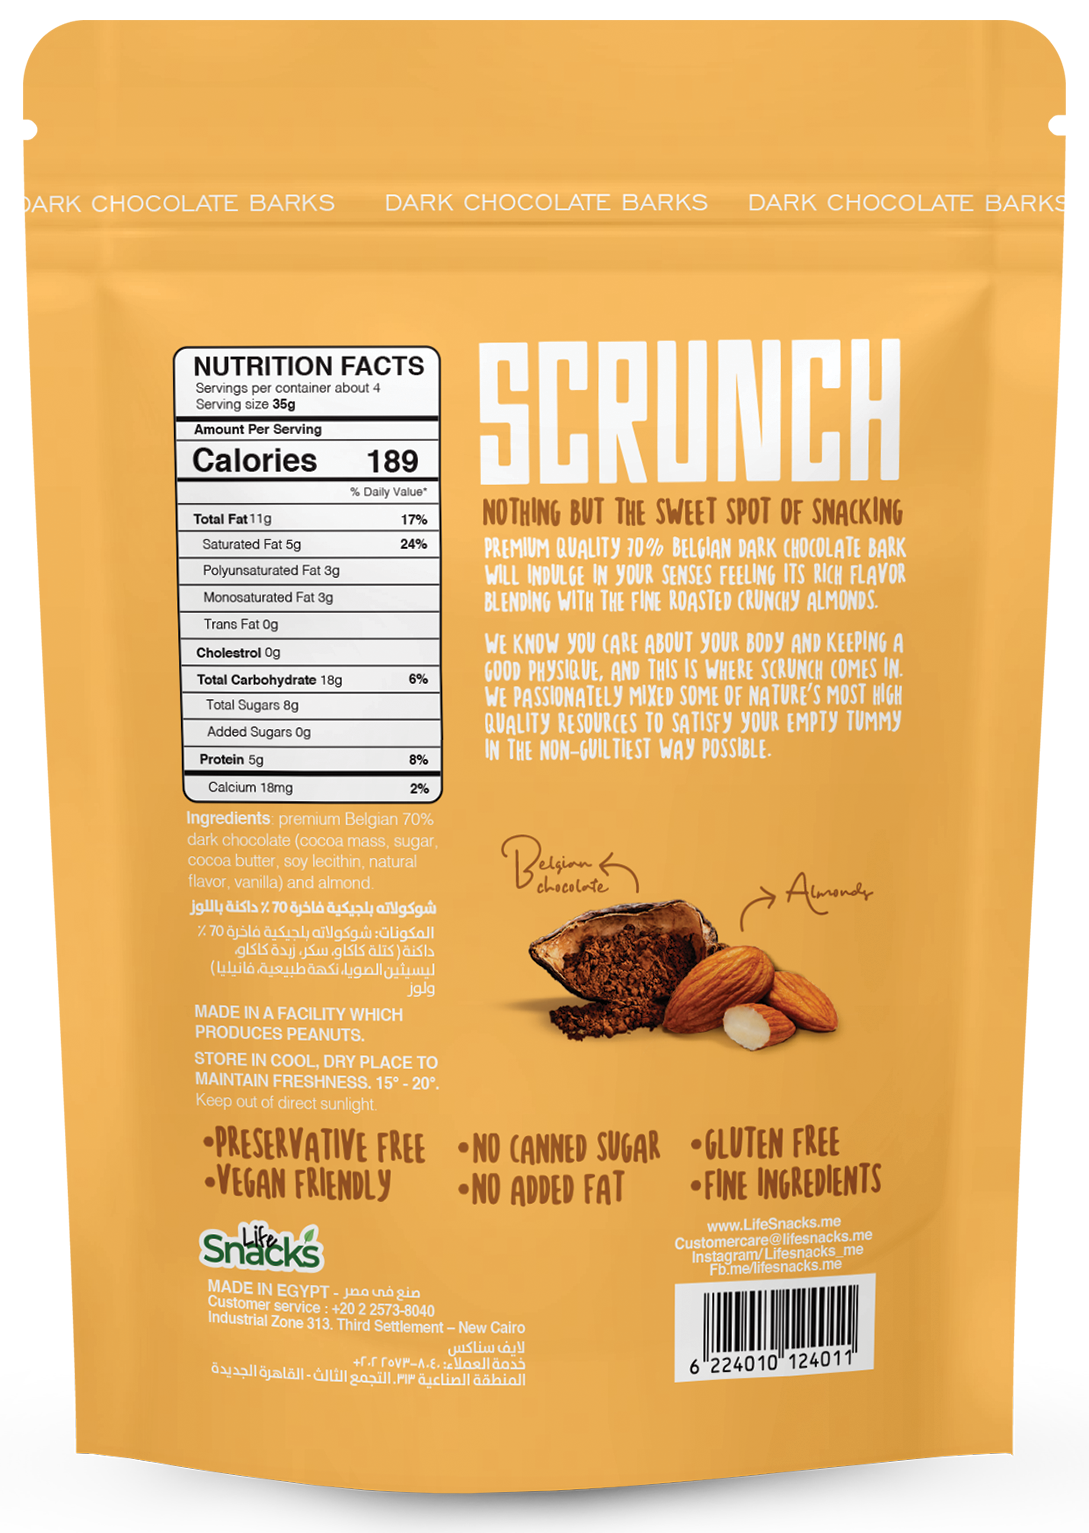 DARK CHOCOLATE BARKS DARK CHOCOLATE BARKS DARK CHOCOLATE BARKS
NUTRITION FACTS
Servings per container about 4
Serving size 35g
Amount Per Serving
Calories 189
% Daily Value*
Total Fat 11g 17%
Saturated Fat 5g 24%
Polyunsaturated Fat 3g
Monosaturated Fat 3g
Trans Fat 0g
Cholestrol 0g
Total Carbohydrate 18g 6%
Total Sugars 8g
Added Sugars 0g
Protein 5g 8%
Calcium 18mg 2%
Ingredients: premium Belgian 70%
dark chocolate (cocoa mass, sugar,
cocoa butter, soy lecithin, natural
flavor, vanilla) and almond.
شوكولاته بلجيكية فاخرة 70 ٪ داكنة باللوز
المكونات: شوكولاته بلجيكية فاخرة 70 ٪
داكنة ( كتلة كاكاو، سكر، زبدة كاكاو،
ليسيثين الصويا، نكهة طبيعية، فانيليا )
ولوز
MADE IN A FACILITY WHICH
PRODUCES PEANUTS.
STORE IN COOL, DRY PLACE TO
MAINTAIN FRESHNESS. 15° - 20°.
Keep out of direct sunlight.
SCRUNCH
NOTHING BUT THE SWEET SPOT OF SNACKING
PREMIUM QUALITY 70% BELGIAN DARK CHOCOLATE BARK
WILL INDULGE IN YOUR SENSES FEELING ITS RICH FLAVOR
BLENDING WITH THE FINE ROASTED CRUNCHY ALMONDS.
WE KNOW YOU CARE ABOUT YOUR BODY AND KEEPING A
GOOD PHYSIQUE, AND THIS IS WHERE SCRUNCH COMES IN.
WE PASSIONATELY MIXED SOME OF NATURE'S MOST HIGH
QUALITY RESOURCES TO SATISFY YOUR EMPTY TUMMY
IN THE NON-GUILTIEST WAY POSSIBLE.
Belgian
chocolate
Almonds
•PRESERVATIVE FREE •NO CANNED SUGAR •GLUTEN FREE
•VEGAN FRIENDLY •NO ADDED FAT •FINE INGREDIENTS
Life
Snacks
MADE IN EGYPT - صنع فى مصر
Customer service : +20 2 2573-8040
Industrial Zone 313. Third Settlement – New Cairo
لايف سناكس
خدمة العملاء: ٨٠٤٠-٢٥٧٣ ٢ ٢٠+
المنطقة الصناعية ٣١٣. التجمع الثالث - القاهرة الجديدة
www.LifeSnacks.me
Customercare@lifesnacks.me
Instagram/Lifesnacks_me
Fb.me/lifesnacks.me
6 224010 124011